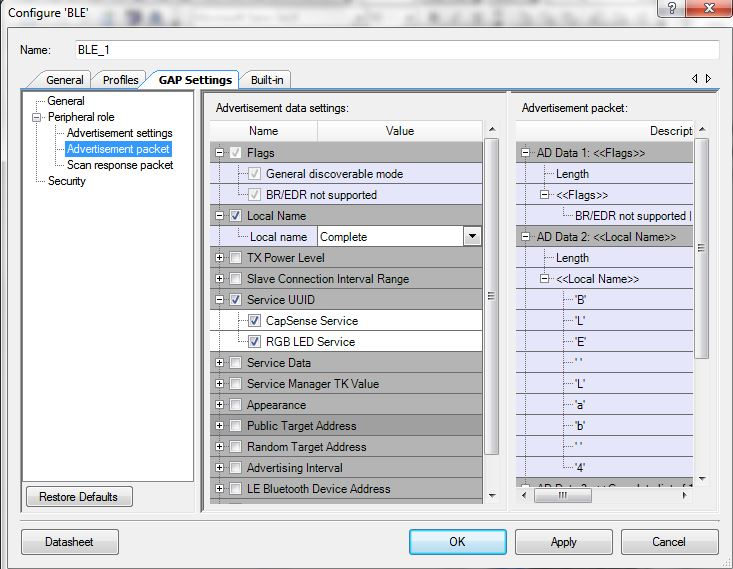 Configure 'BLE'
Name: BLE_1
General Profiles GAP Settings Built-in
General
Peripheral role
Advertisement settings
Advertisement packet
Scan response packet
Security
Restore Defaults
Advertisement data settings:
Name Value
Flags
General discoverable mode
BR/EDR not supported
Local Name
Local name Complete
TX Power Level
Slave Connection Interval Range
Service UUID
CapSense Service
RGB LED Service
Service Data
Service Manager TK Value
Appearance
Public Target Address
Random Target Address
Advertising Interval
LE Bluetooth Device Address
Advertisement packet:
Descript
AD Data 1: <<Flags>>
Length
<<Flags>>
BR/EDR not supported |
AD Data 2: <<Local Name>>
Length
<<Local Name>>
'B'
'L'
'E'
' '
'L'
'a'
'b'
' '
'4'
Datasheet OK Apply Cancel